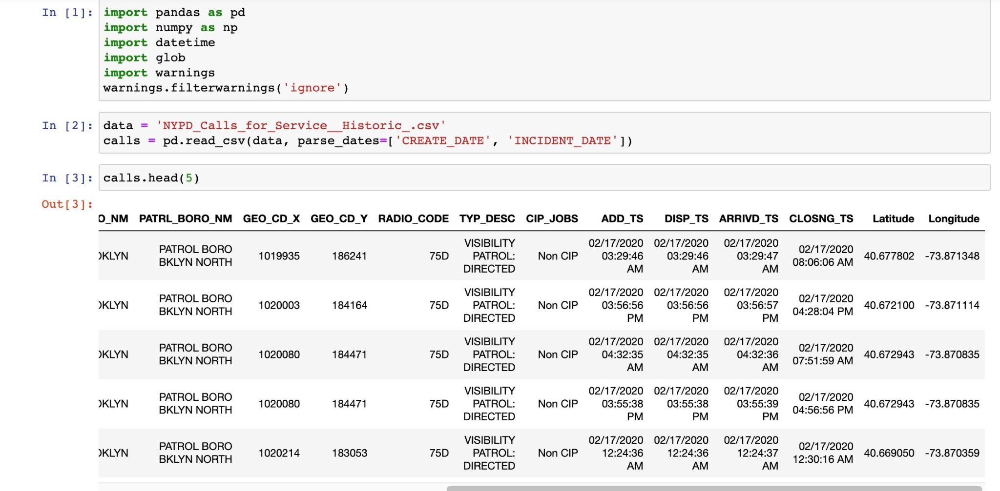 In [1]: import pandas as pd
import numpy as np
import datetime
import glob
import warnings
warnings.filterwarnings('ignore')
In [2]: data = 'NYPD_Calls_for_Service__Historic_.csv'
calls = pd.read_csv(data, parse_dates=['CREATE_DATE', 'INCIDENT_DATE'])
In [3]: calls.head(5)
Out[3]:
O_NM PATRL_BORO_NM GEO_CD_X GEO_CD_Y RADIO_CODE TYP_DESC CIP_JOBS ADD_TS DISP_TS ARRIVD_TS CLOSNG_TS Latitude Longitude
OKLYN PATROL BORO BKLYN NORTH 1019935 186241 75D VISIBILITY PATROL: DIRECTED Non CIP 02/17/2020 03:29:46 AM 02/17/2020 03:29:46 AM 02/17/2020 03:29:47 AM 02/17/2020 08:06:06 AM 40.677802 -73.871348
OKLYN PATROL BORO BKLYN NORTH 1020003 184164 75D VISIBILITY PATROL: DIRECTED Non CIP 02/17/2020 03:56:56 PM 02/17/2020 03:56:56 PM 02/17/2020 03:56:57 PM 02/17/2020 04:28:04 PM 40.672100 -73.871114
OKLYN PATROL BORO BKLYN NORTH 1020080 184471 75D VISIBILITY PATROL: DIRECTED Non CIP 02/17/2020 04:32:35 AM 02/17/2020 04:32:35 AM 02/17/2020 04:32:36 AM 02/17/2020 07:51:59 AM 40.672943 -73.870835
OKLYN PATROL BORO BKLYN NORTH 1020080 184471 75D VISIBILITY PATROL: DIRECTED Non CIP 02/17/2020 03:55:38 PM 02/17/2020 03:55:38 PM 02/17/2020 03:55:39 PM 02/17/2020 04:56:56 PM 40.672943 -73.870835
OKLYN PATROL BORO BKLYN NORTH 1020214 183053 75D VISIBILITY PATROL: DIRECTED Non CIP 02/17/2020 12:24:36 AM 02/17/2020 12:24:36 AM 02/17/2020 12:24:37 AM 02/17/2020 12:30:16 AM 40.669050 -73.870359